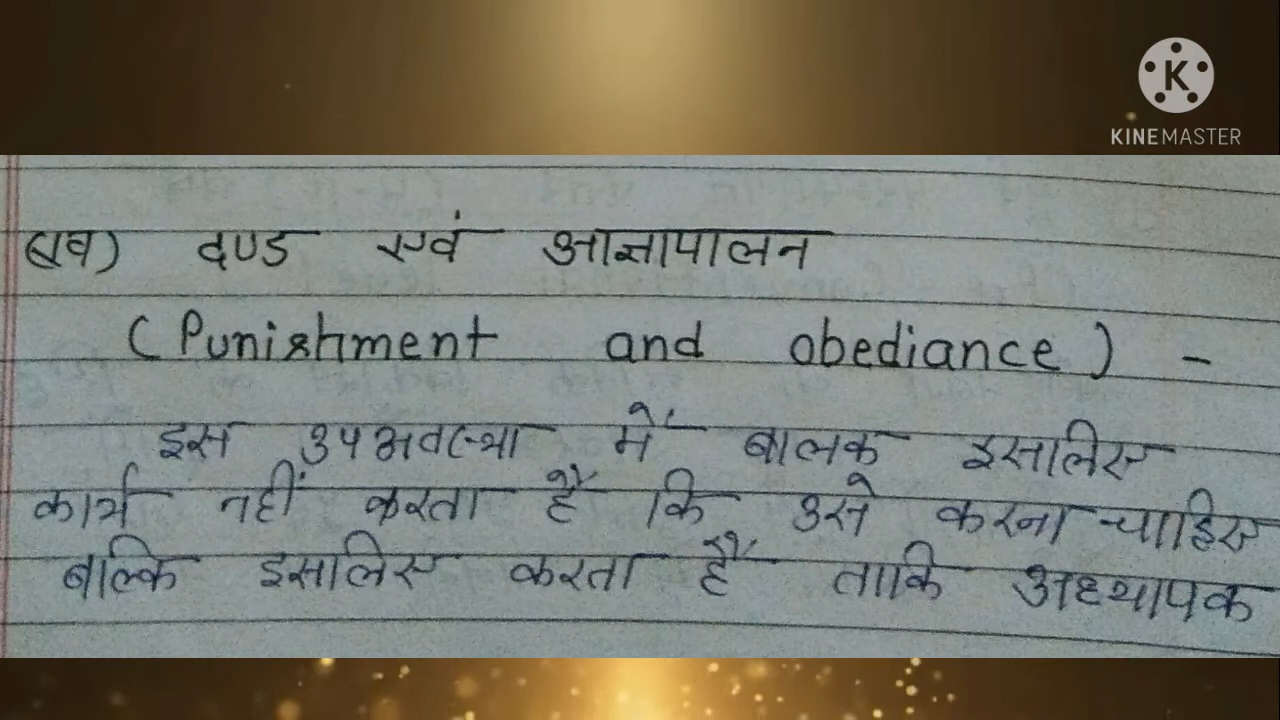 KINEMASTER
(ब) दण्ड एवं आज्ञापालन
(Punishment and obediance) -
इस उपअवस्था में बालक इसलिए
कार्य नहीं करता है कि उसे करना चाहिए
बल्कि इसलिए करता है ताकि अध्यापक